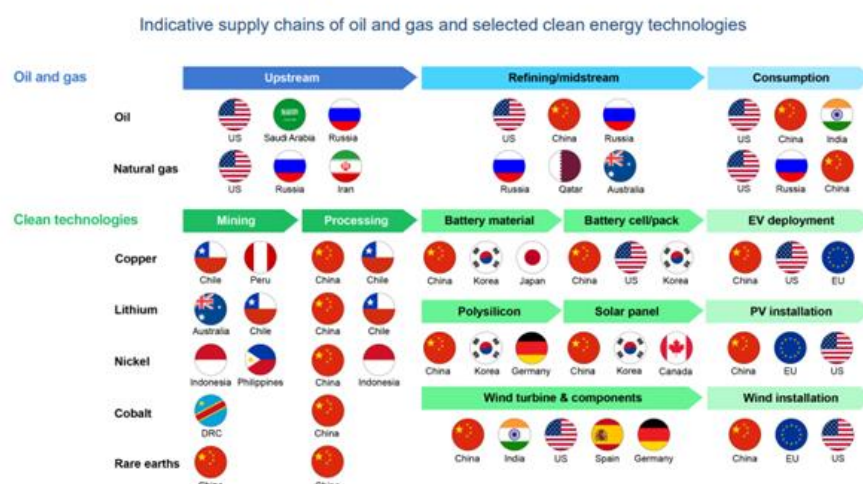 Indicative supply chains of oil and gas and selected clean energy technologies
Oil and gas Upstream Refining/midstream Consumption
Oil
US Saudi Arabia Russia US China Russia US China India
Natural gas
US Russia Iran Russia Qatar Australia US Russia China
Clean technologies Mining Processing Battery material Battery cell/pack EV deployment
Copper
Chile Peru China Chile China Korea Japan China US Korea China US EU
Lithium
Australia Chile China Chile
Polysilicon Solar panel PV installation
Nickel
Indonesia Philippines China Indonesia China Korea Germany China Korea Canada China EU US
Wind turbine & components Wind installation
Cobalt
DRC China
China India US Spain Germany China EU US
Rare earths
China China